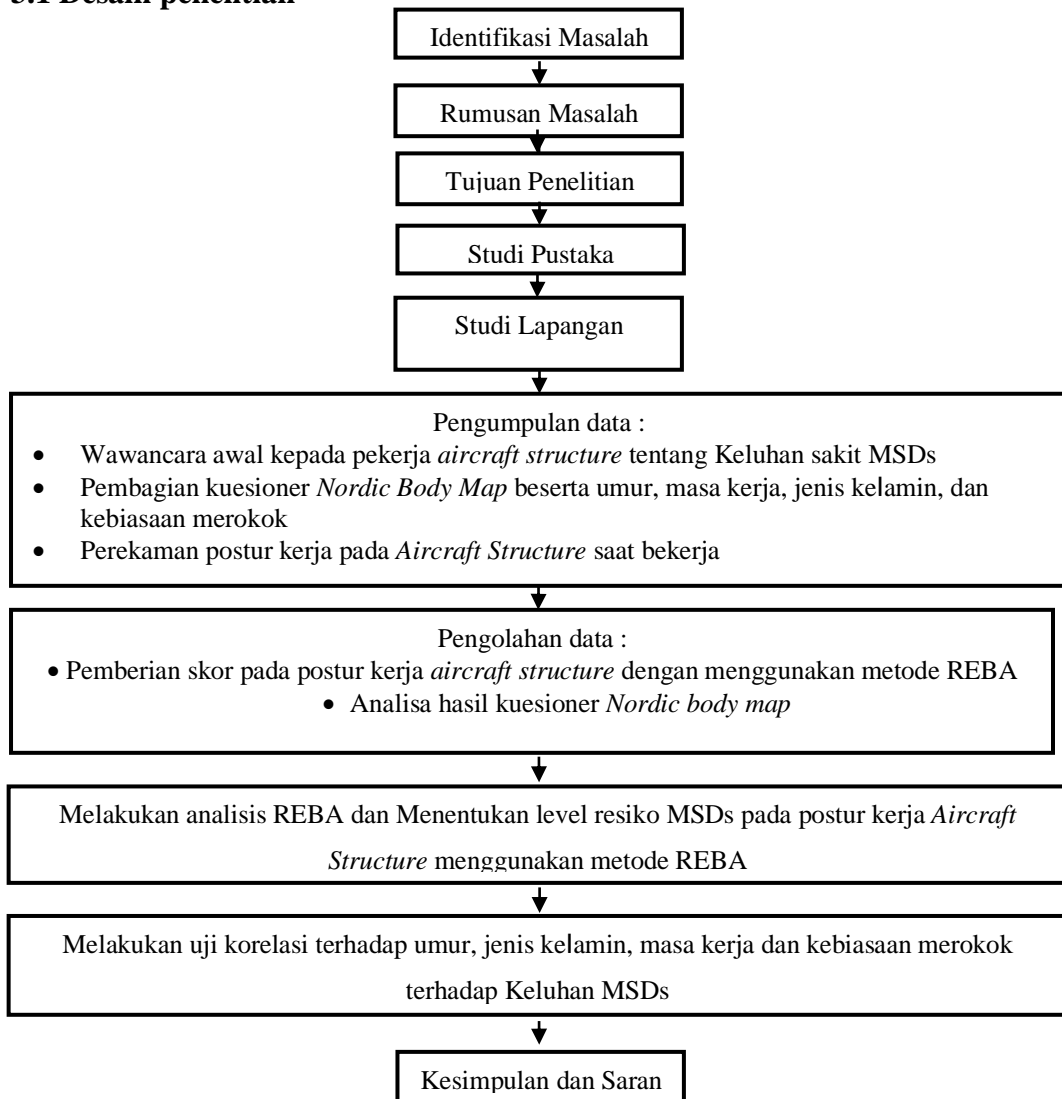 3.1 Desain penelitian
Identifikasi Masalah
Rumusan Masalah
Tujuan Penelitian
Studi Pustaka
Studi Lapangan
Pengumpulan data :
• Wawancara awal kepada pekerja aircraft structure tentang Keluhan sakit MSDs
• Pembagian kuesioner Nordic Body Map beserta umur, masa kerja, jenis kelamin, dan
kebiasaan merokok
• Perekaman postur kerja pada Aircraft Structure saat bekerja
Pengolahan data :
• Pemberian skor pada postur kerja aircraft structure dengan menggunakan metode REBA
• Analisa hasil kuesioner Nordic body map
Melakukan analisis REBA dan Menentukan level resiko MSDs pada postur kerja Aircraft
Structure menggunakan metode REBA
Melakukan uji korelasi terhadap umur, jenis kelamin, masa kerja dan kebiasaan merokok
terhadap Keluhan MSDs
Kesimpulan dan Saran